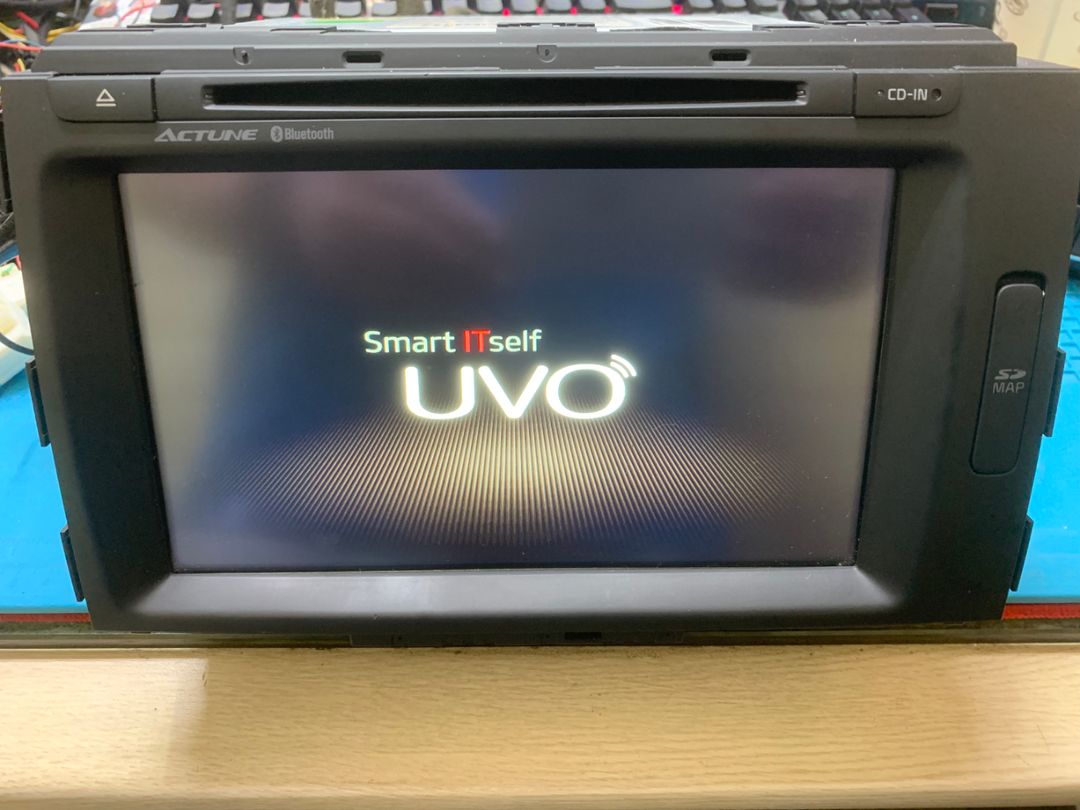 CD-IN
ACTUNE Bluetooth
Smart ITself
UVO
SD
MAP